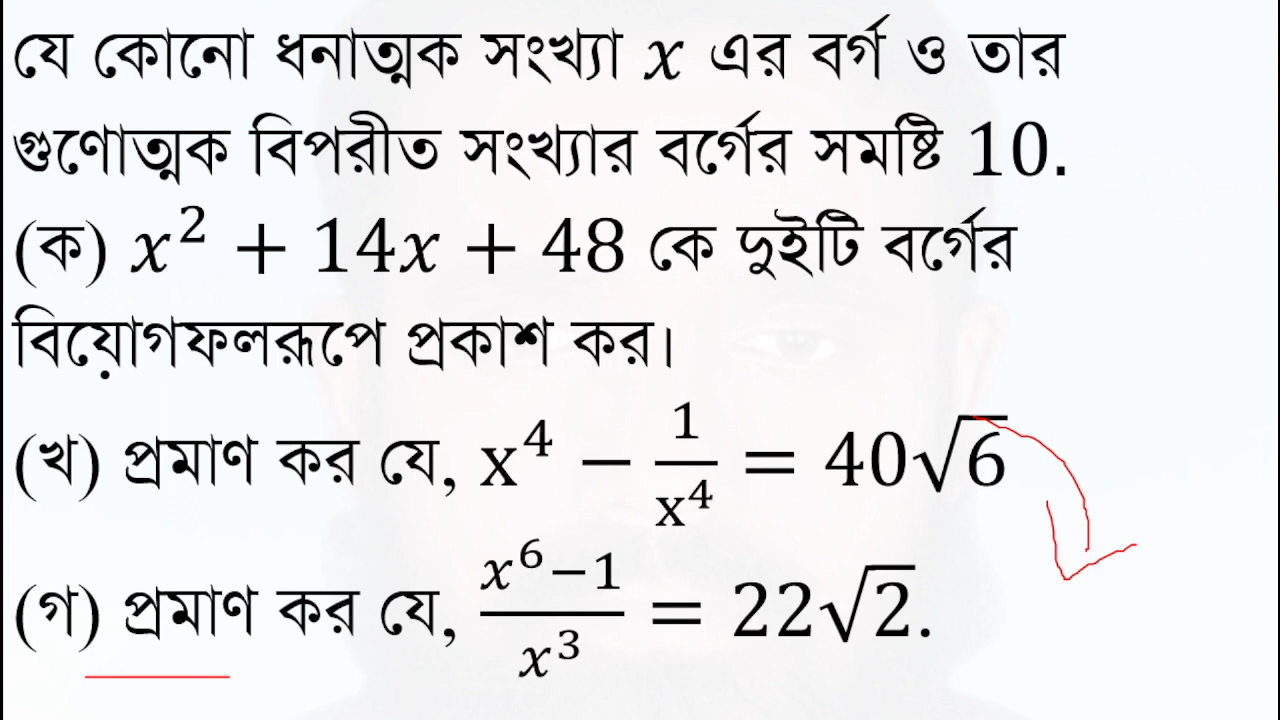 যে কোনো ধনাত্মক সংখ্যা x এর বর্গ ও তার
গুণোত্মক বিপরীত সংখ্যার বর্গের সমষ্টি 10.
(ক) x² + 14x + 48 কে দুইটি বর্গের
বিয়োগফলরূপে প্রকাশ কর।
(খ) প্রমাণ কর যে, x⁴ − 1/x⁴ = 40√6
(গ) প্রমাণ কর যে, (x⁶−1)/x³ = 22√2.